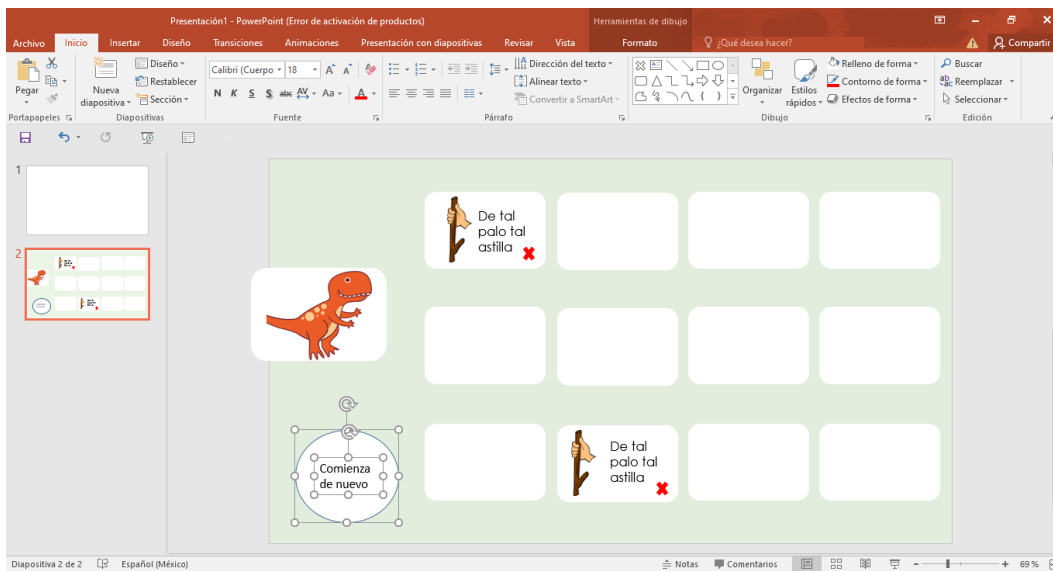 Presentación1 - PowerPoint (Error de activación de productos)
Herramientas de dibujo
Archivo Inicio Insertar Diseño Transiciones Animaciones Presentación con diapositivas Revisar Vista Formato ¿Qué desea hacer? Compartir
Pegar
Nueva diapositiva
Diseño
Restablecer
Sección
Calibri (Cuerpo 18 A A
N K S S abc AV Aa A
Dirección del texto
Alinear texto
Convertir a SmartArt
Organizar
Estilos rápidos
Relleno de forma
Contorno de forma
Efectos de forma
Buscar
Reemplazar
Seleccionar
Portapapeles Diapositivas Fuente Párrafo Dibujo Edición
1
2
De tal
palo tal
astilla
Comienza
de nuevo
De tal
palo tal
astilla
Diapositiva 2 de 2 Español (México) Notas Comentarios 69 %